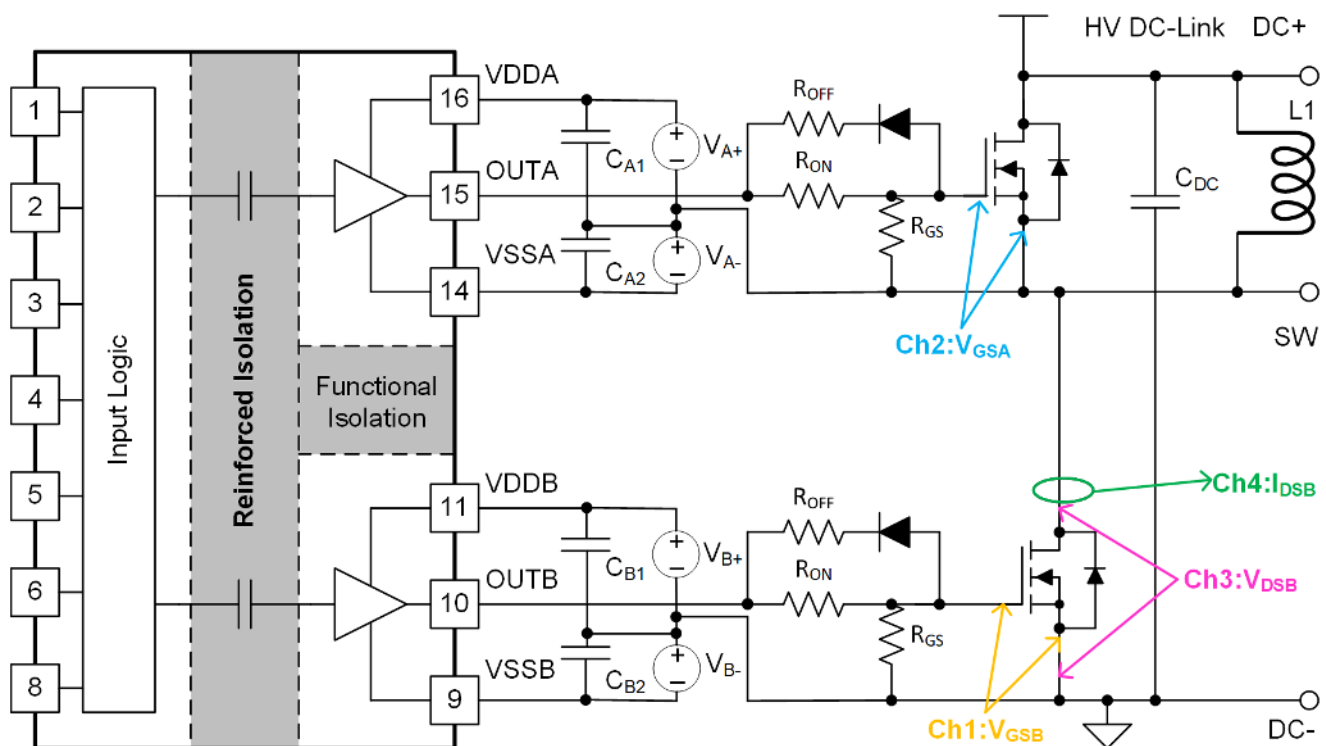 HV DC-Link DC+
1
2
3
4
5
6
8
Input Logic
Reinforced Isolation
Functional
Isolation
16
VDDA
15
OUTA
14
VSSA
11
VDDB
10
OUTB
9
VSSB
CA1
CA2
VA+
VA-
ROFF
RON
RGS
CDC
L1
SW
Ch2:VGSA
CB1
CB2
VB+
VB-
ROFF
RON
RGS
Ch4:IDSB
Ch3:VDSB
Ch1:VGSB
DC-